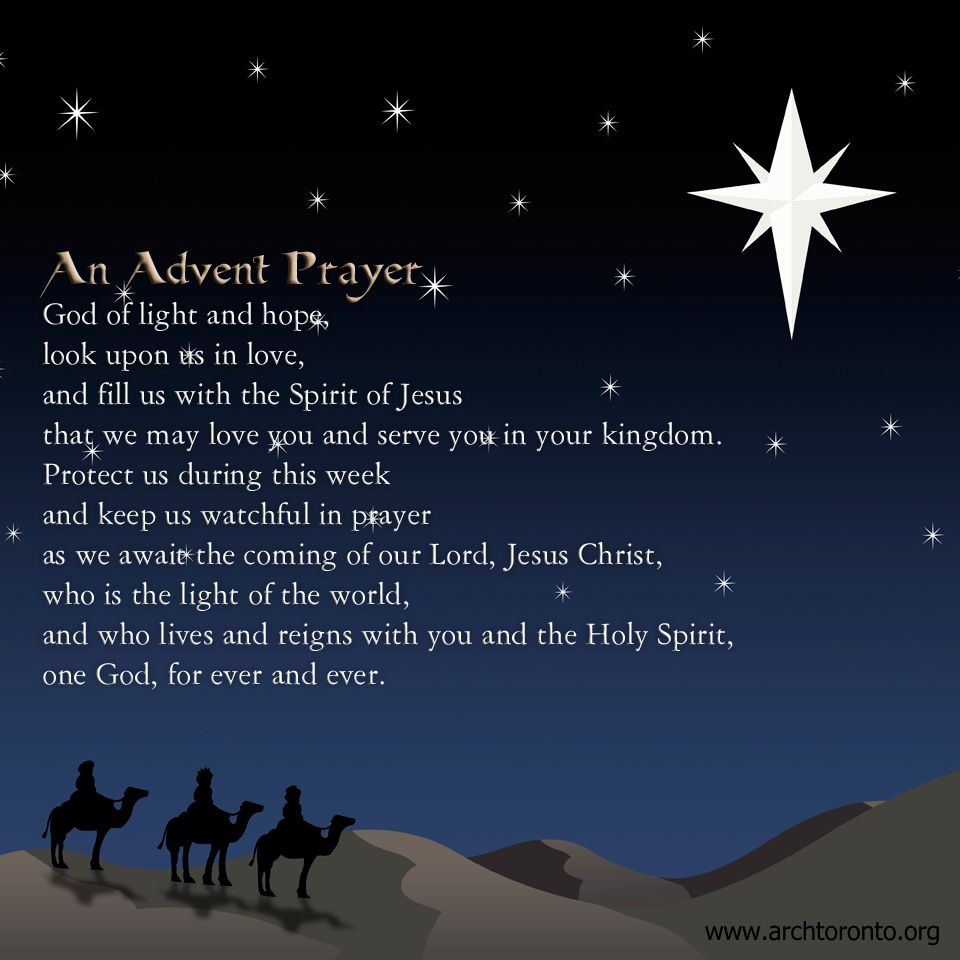 An Advent Prayer
God of light and hope,
look upon us in love,
and fill us with the Spirit of Jesus
that we may love you and serve you in your kingdom.
Protect us during this week
and keep us watchful in prayer
as we await the coming of our Lord, Jesus Christ,
who is the light of the world,
and who lives and reigns with you and the Holy Spirit,
one God, for ever and ever.
www.archtoronto.org